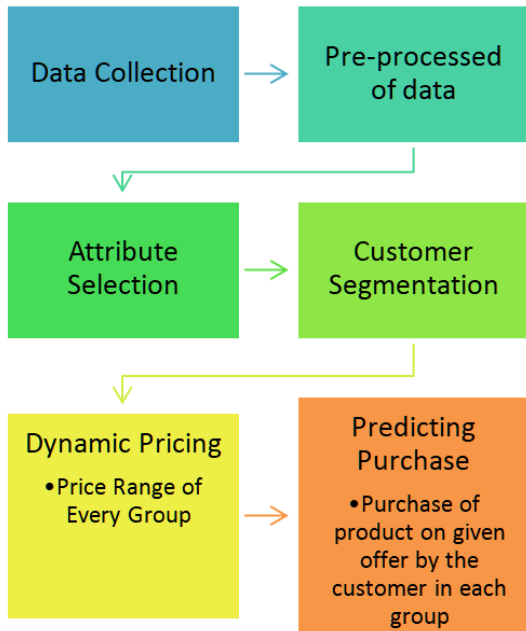 Data Collection
Pre-processed
of data
Attribute
Selection
Customer
Segmentation
Dynamic Pricing
•Price Range of
Every Group
Predicting
Purchase
•Purchase of
product on given
offer by the
customer in each
group